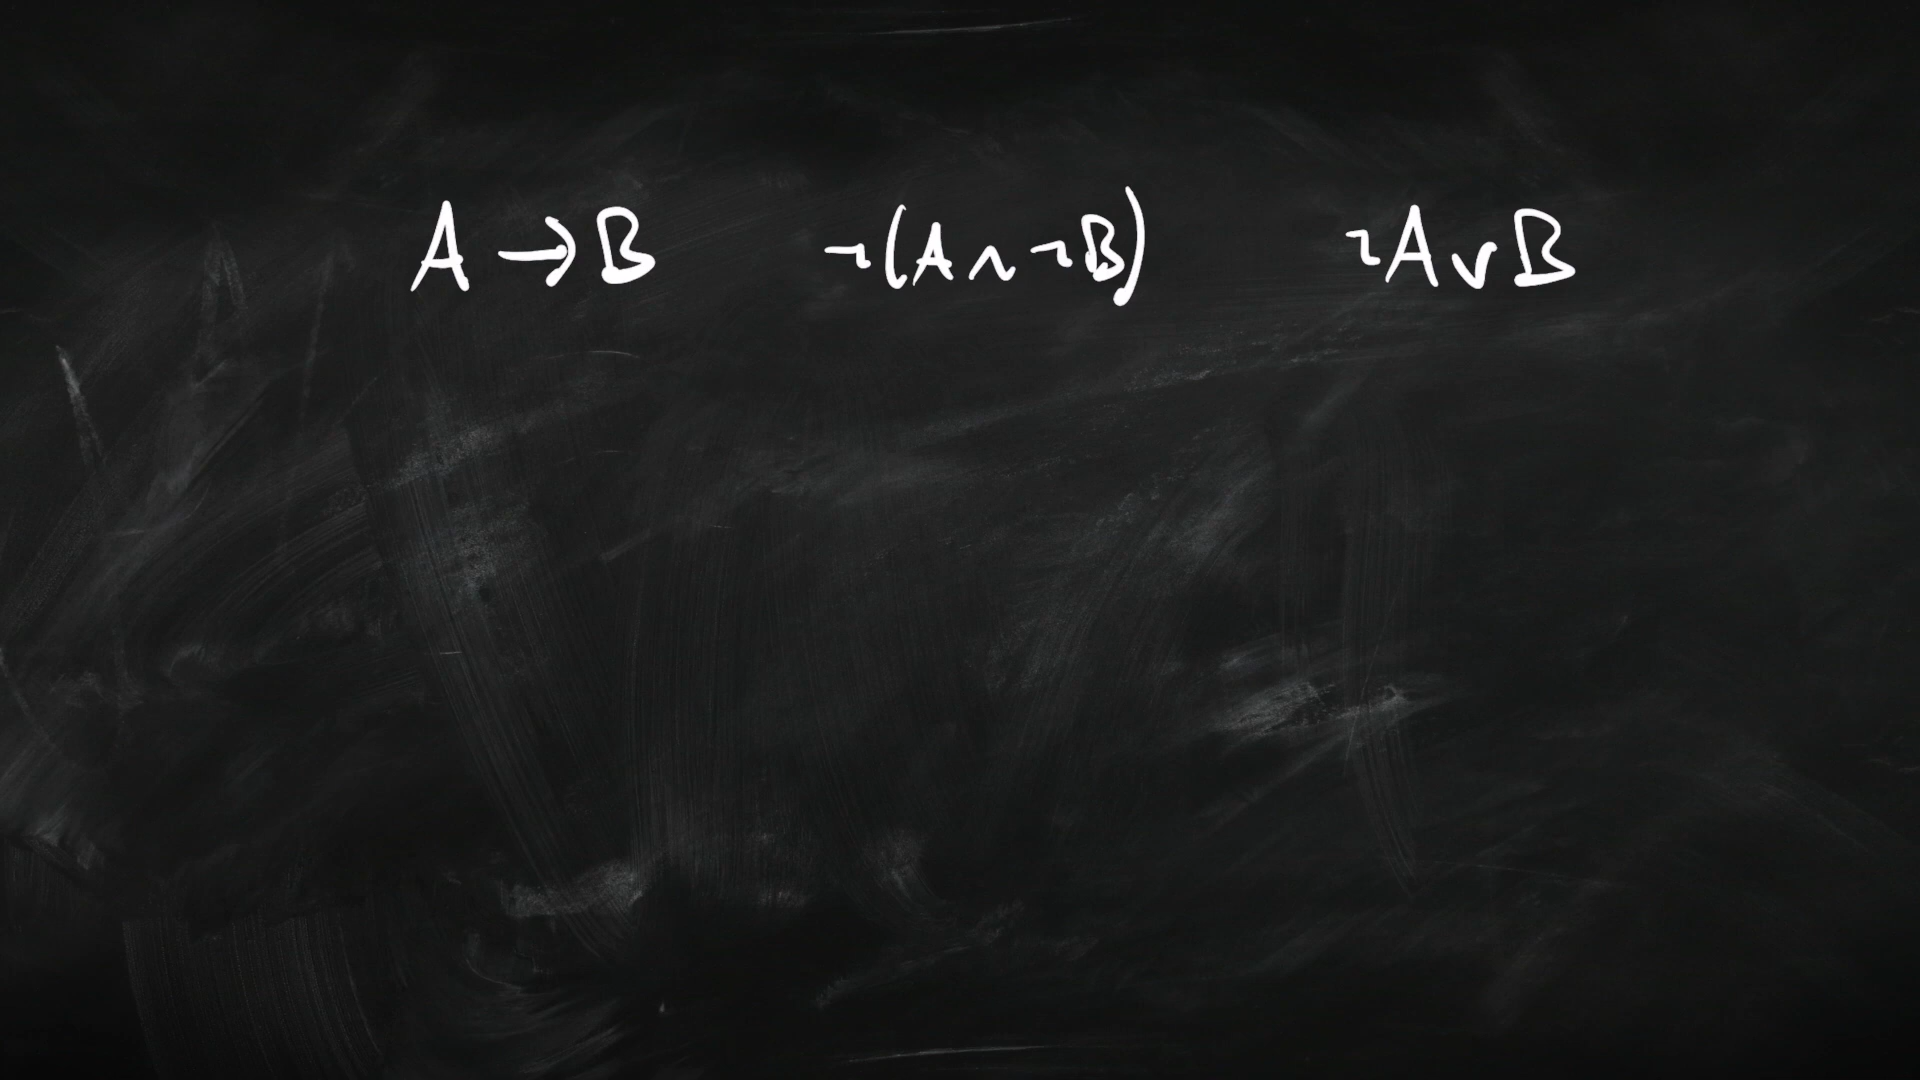 A → B ¬(A ∧ ¬B) ¬A ∨ B